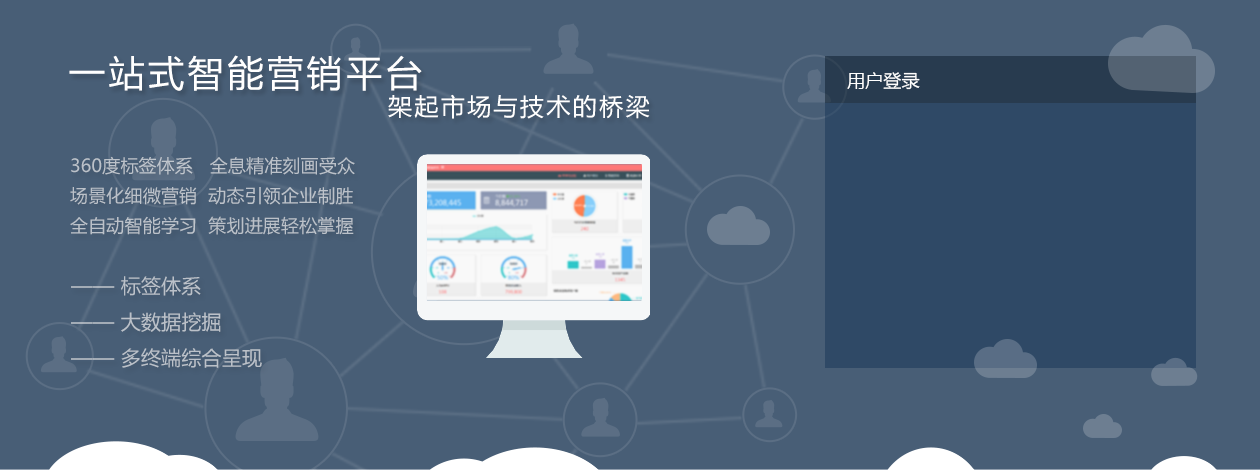 一站式智能营销平台
架起市场与技术的桥梁
360度标签体系 全息精准刻画受众
场景化细微营销 动态引领企业制胜
全自动智能学习 策划进展轻松掌握
—— 标签体系
—— 大数据挖掘
—— 多终端综合呈现
8,844,717
用户登录